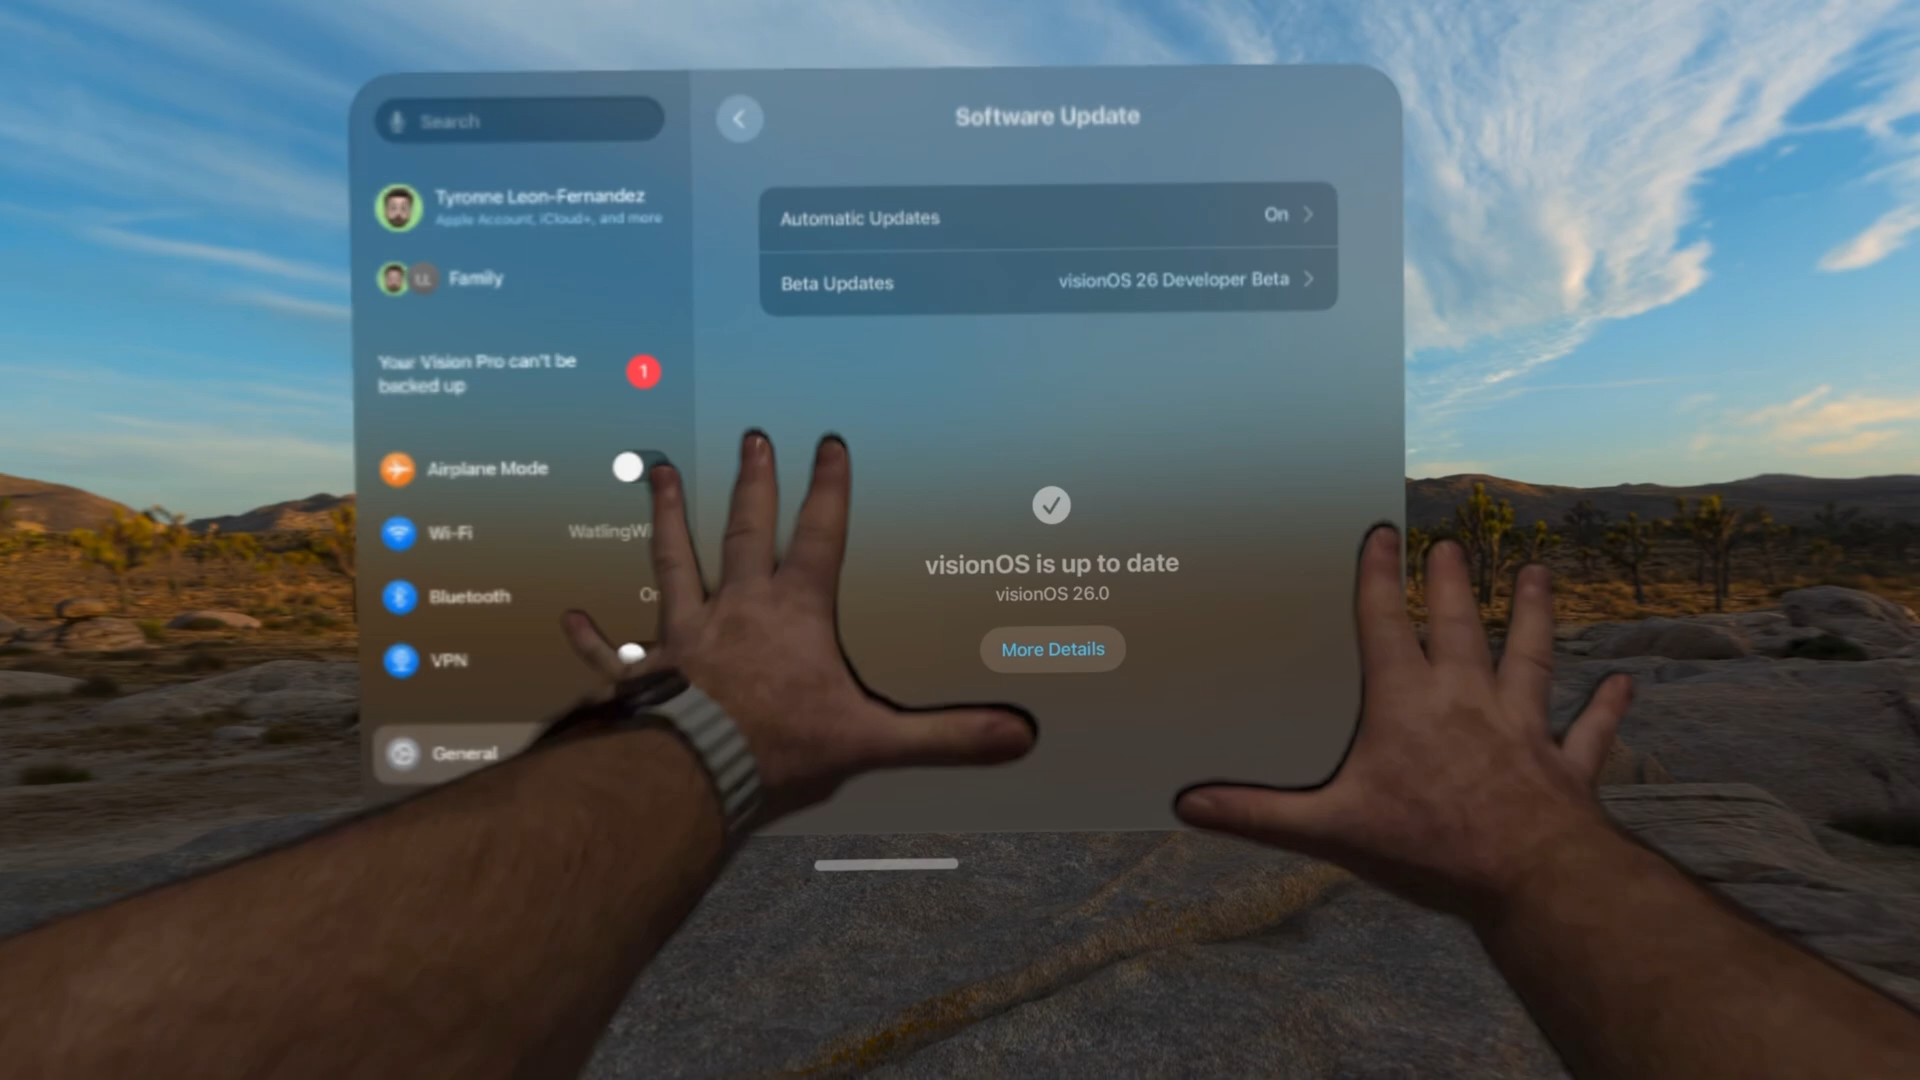 Search
Software Update
Tyronne Leon-Fernandez
Apple Account, iCloud+, and more
Family
Automatic Updates
On
Beta Updates
visionOS 26 Developer Beta
Your Vision Pro can't be
backed up
1
Airplane Mode
Wi-Fi
Bluetooth
VPN
visionOS is up to date
visionOS 26.0
More Details
General